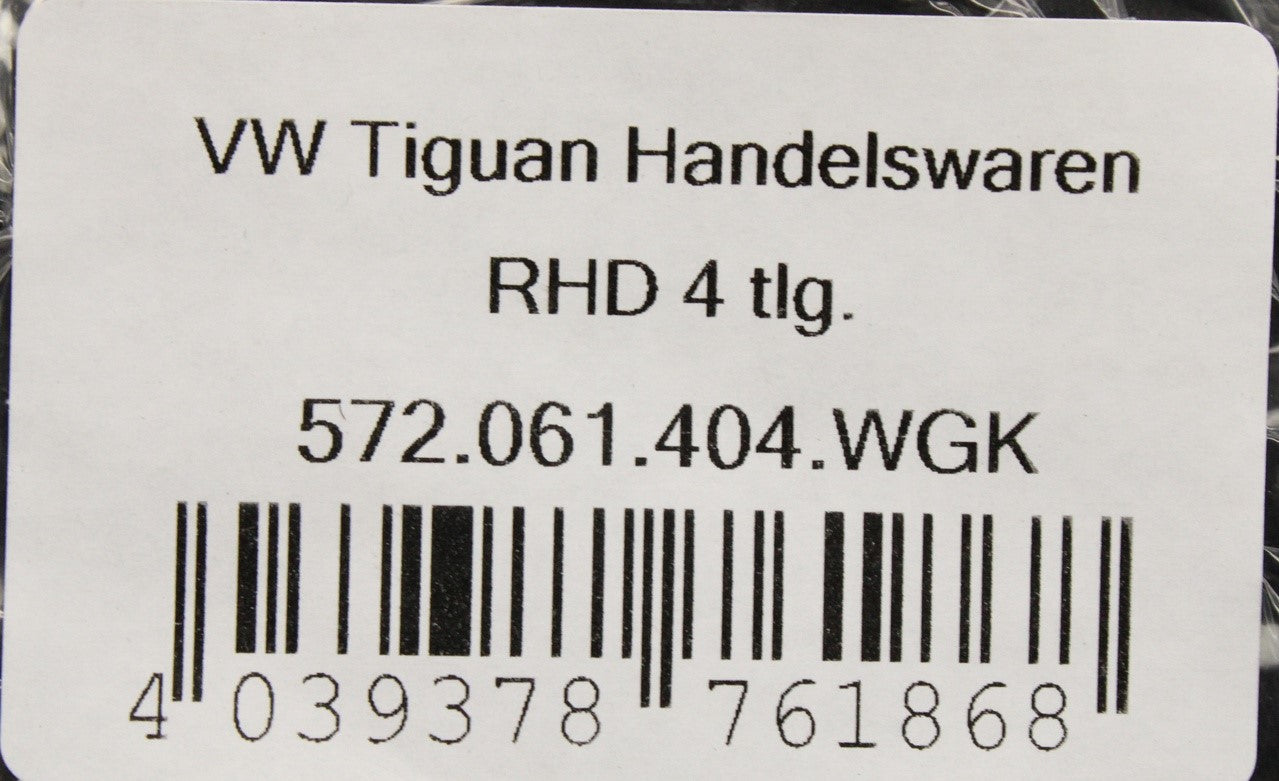 VW Tiguan Handelswaren
RHD 4 tlg.
572.061.404.WGK
4 039378 761868